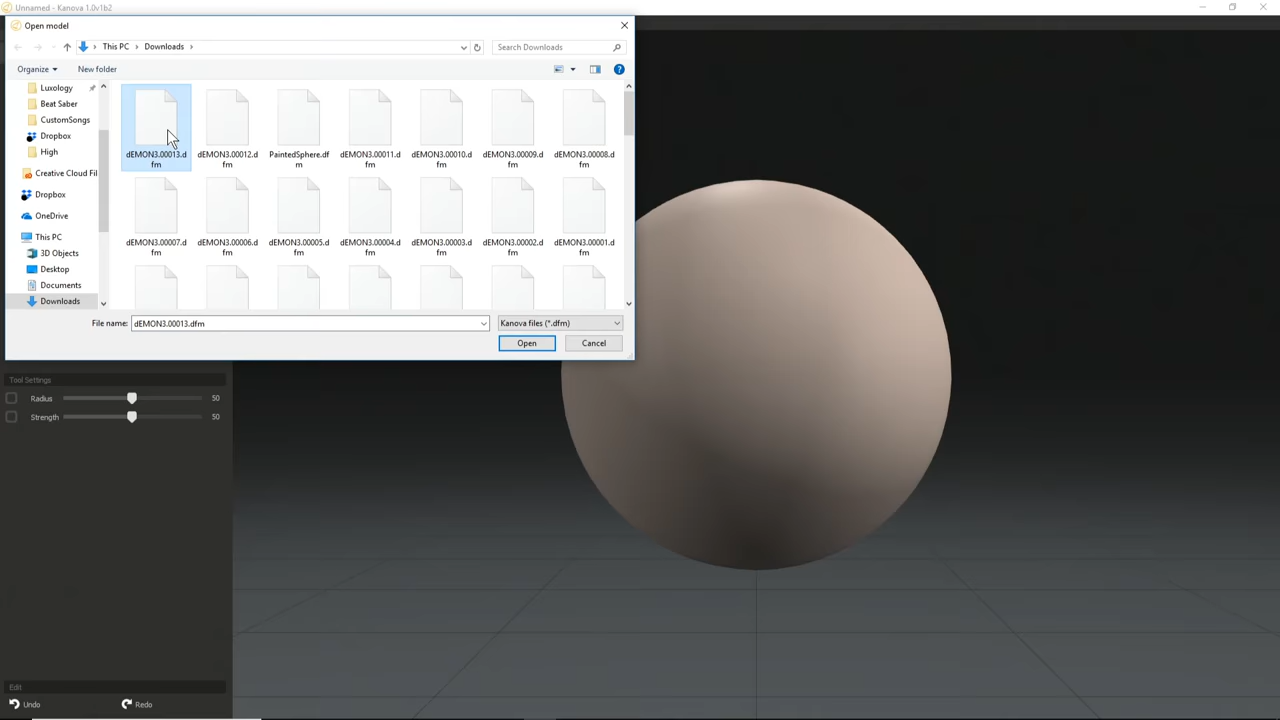 Unnamed - Kanova 1.0v1b2
Open model
This PC > Downloads >
Search Downloads
Organize
New folder
Luxology
Beat Saber
CustomSongs
Dropbox
High
Creative Cloud Fil
Dropbox
OneDrive
This PC
3D Objects
Desktop
Documents
Downloads
dEMON3.00013.d
fm
dEMON3.00012.d
fm
PaintedSphere.df
m
dEMON3.00011.d
fm
dEMON3.00010.d
fm
dEMON3.00009.d
fm
dEMON3.00008.d
fm
dEMON3.00007.d
fm
dEMON3.00006.d
fm
dEMON3.00005.d
fm
dEMON3.00004.d
fm
dEMON3.00003.d
fm
dEMON3.00002.d
fm
dEMON3.00001.d
fm
File name: dEMON3.00013.dfm
Kanova files (*.dfm)
Open
Cancel
Tool Settings
Radius 50
Strength 50
Edit
Undo
Redo